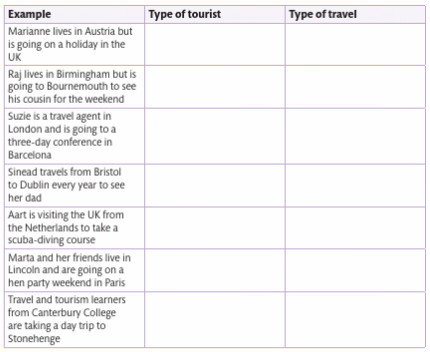 Example Type of tourist Type of travel
Marianne lives in Austria but
is going on a holiday in the
UK
Raj lives in Birmingham but is
going to Bournemouth to see
his cousin for the weekend
Suzie is a travel agent in
London and is going to a
three-day conference in
Barcelona
Sinead travels from Bristol
to Dublin every year to see
her dad
Aart is visiting the UK from
the Netherlands to take a
scuba-diving course
Marta and her friends live in
Lincoln and are going on a
hen party weekend in Paris
Travel and tourism learners
from Canterbury College
are taking a day trip to
Stonehenge